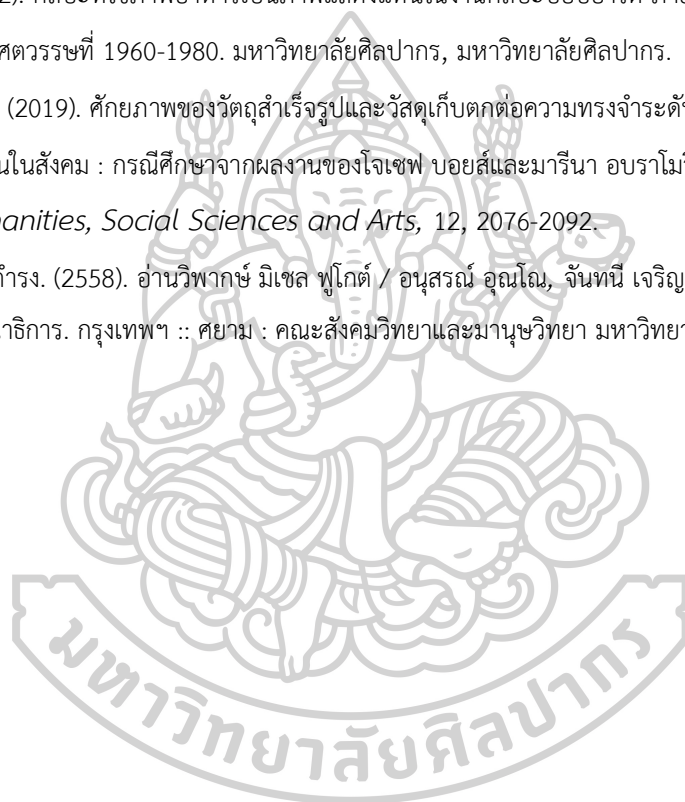 ศตวรรษที่ 1960-1980. มหาวิทยาลัยศิลปากร, มหาวิทยาลัยศิลปากร.
(2019). ศักยภาพของวัตถุสำเร็จรูปและวัสดุเก็บตกต่อความทรงจำระดับ
นในสังคม : กรณีศึกษาจากผลงานของโจเซฟ บอยส์และมารีนา อบราโมวิ
anities, Social Sciences and Arts, 12, 2076-2092.
ดำรง. (2558). อ่านวิพากษ์ มิเชล ฟูโกต์ / อนุสรณ์ อุณโณ, จันทนี เจริญ
นาธิการ. กรุงเทพฯ :: ศยาม : คณะสังคมวิทยาและมานุษยวิทยา มหาวิทยา
มหาวิทยาลัยศิลปากร